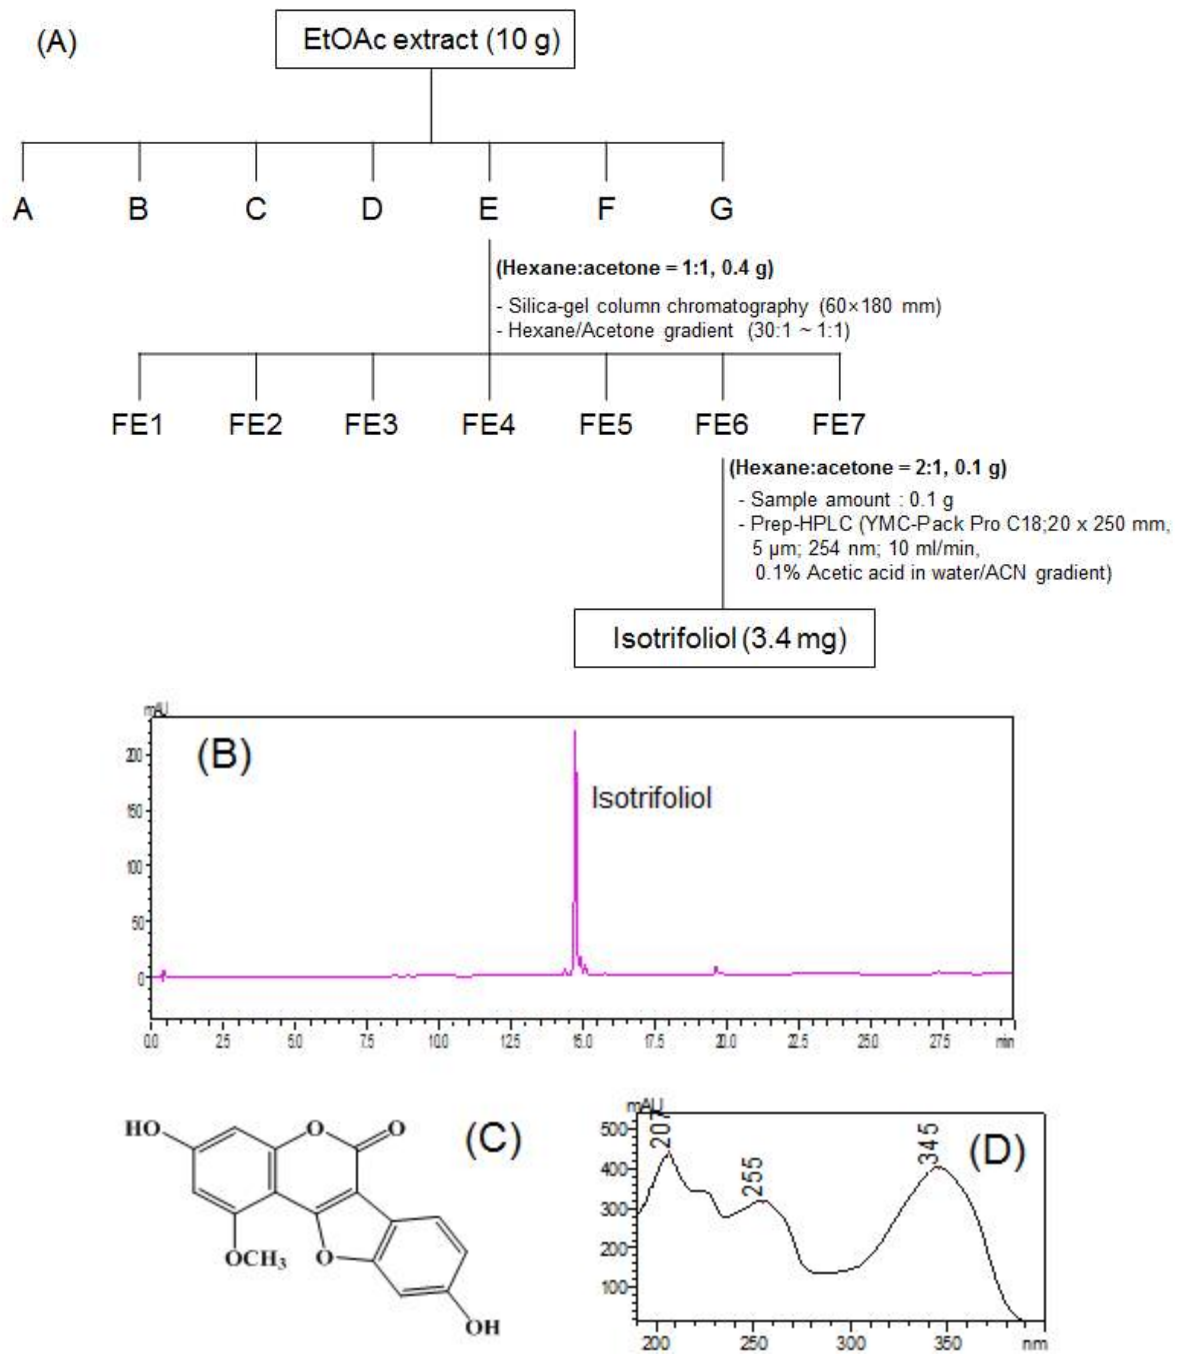 (A)
EtOAc extract (10 g)
A B C D E F G
(Hexane:acetone = 1:1, 0.4 g)
- Silica-gel column chromatography (60×180 mm)
- Hexane/Acetone gradient (30:1 ~ 1:1)
FE1 FE2 FE3 FE4 FE5 FE6 FE7
(Hexane:acetone = 2:1, 0.1 g)
- Sample amount : 0.1 g
- Prep-HPLC (YMC-Pack Pro C18;20 x 250 mm,
5 µm; 254 nm; 10 ml/min,
0.1% Acetic acid in water/ACN gradient)
Isotrifoliol (3.4 mg)
mAU
(B)
Isotrifoliol
200
150
100
50
0
0.0 2.5 5.0 7.5 10.0 12.5 15.0 17.5 20.0 22.5 25.0 27.5 min
(C)
HO
O
O
OCH3
O
OH
mAU
(D)
207
255
345
500
400
300
200
100
200 250 300 350 nm